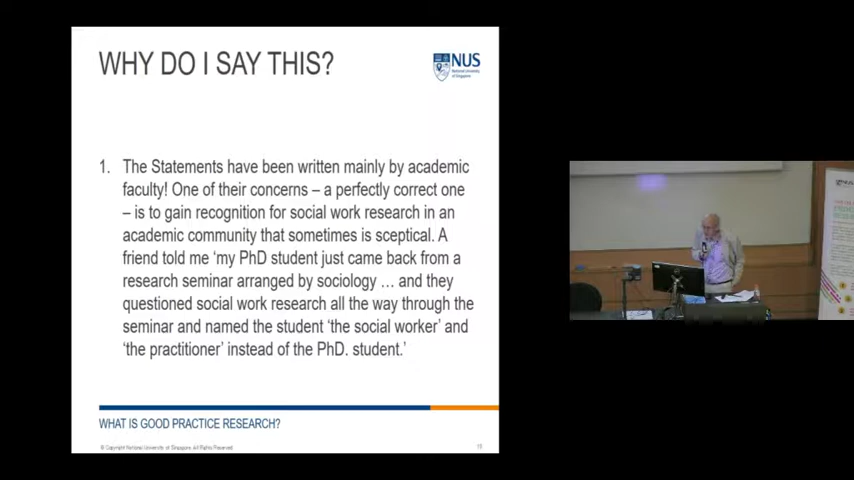 WHY DO I SAY THIS?
NUS
National University
of Singapore
1. The Statements have been written mainly by academic
faculty! One of their concerns – a perfectly correct one
– is to gain recognition for social work research in an
academic community that sometimes is sceptical. A
friend told me ‘my PhD student just came back from a
research seminar arranged by sociology … and they
questioned social work research all the way through the
seminar and named the student ‘the social worker’ and
‘the practitioner’ instead of the PhD. student.’
WHAT IS GOOD PRACTICE RESEARCH?
© Copyright National University of Singapore. All Rights Reserved